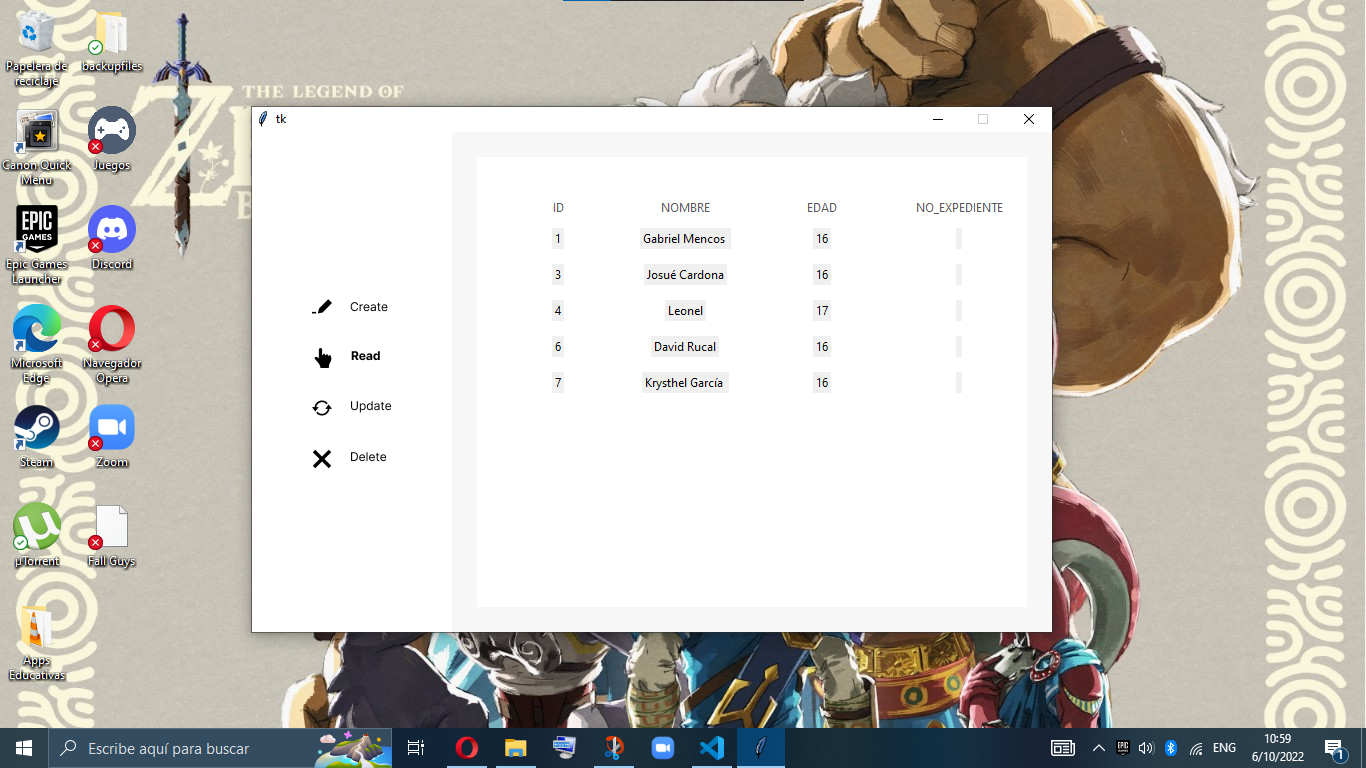 Papelera de
reciclaje
backupfiles
THE LEGEND OF
Z
B
Canon Quick
Menu
Juegos
EPIC
GAMES
Epic Games
Launcher
Discord
Microsoft
Edge
Navegador
Opera
Steam
Zoom
µTorrent
Fall Guys
Apps
Educativas
tk
Create
Read
Update
Delete
ID NOMBRE EDAD NO_EXPEDIENTE
1 Gabriel Mencos 16
3 Josué Cardona 16
4 Leonel 17
6 David Rucal 16
7 Krysthel García 16
Escribe aquí para buscar
EPIC
ENG
10:59
6/10/2022
1